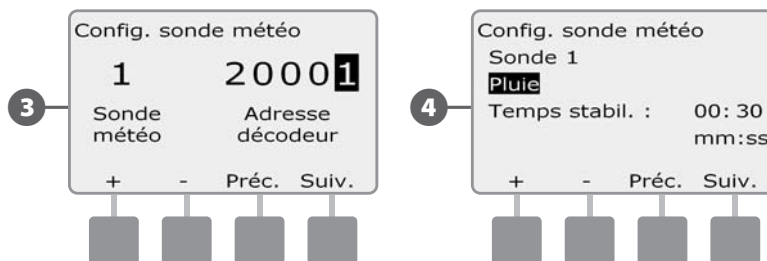 3
Config. sonde météo
1 20001
Sonde météo
Adresse décodeur
+ - Préc. Suiv.
4
Config. sonde météo
Sonde 1
Pluie
Temps stabil. : 00:30
mm:ss
+ - Préc. Suiv.